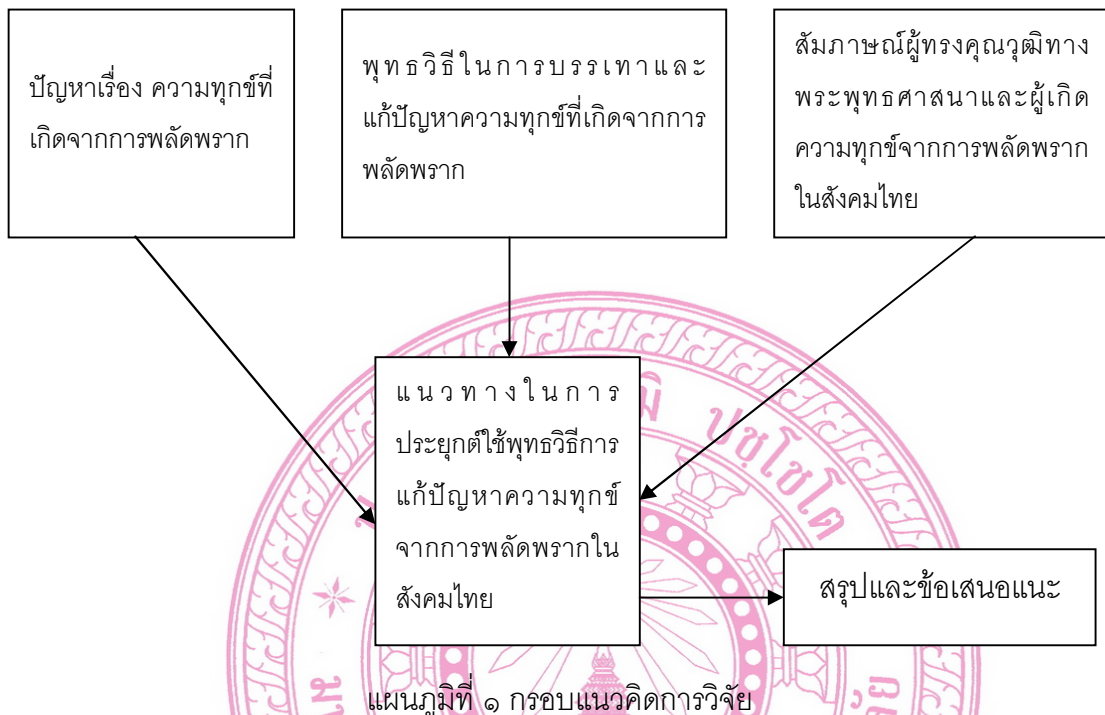 ปัญหาเรื่อง ความทุกข์ที่
เกิดจากการพลัดพราก
พุทธวิธีในการบรรเทาและ
แก้ปัญหาความทุกข์ที่เกิดจากการ
พลัดพราก
สัมภาษณ์ผู้ทรงคุณวุฒิทาง
พระพุทธศาสนาและผู้เกิด
ความทุกข์จากการพลัดพราก
ในสังคมไทย
แนวทางในการ
ประยุกต์ใช้พุทธวิธีการ
แก้ปัญหาความทุกข์
จากการพลัดพรากใน
สังคมไทย
ปชฺโชโต
สรุปและข้อเสนอแนะ
แผนภูมิที่ ๑ กรอบแนวคิดการวิจัย